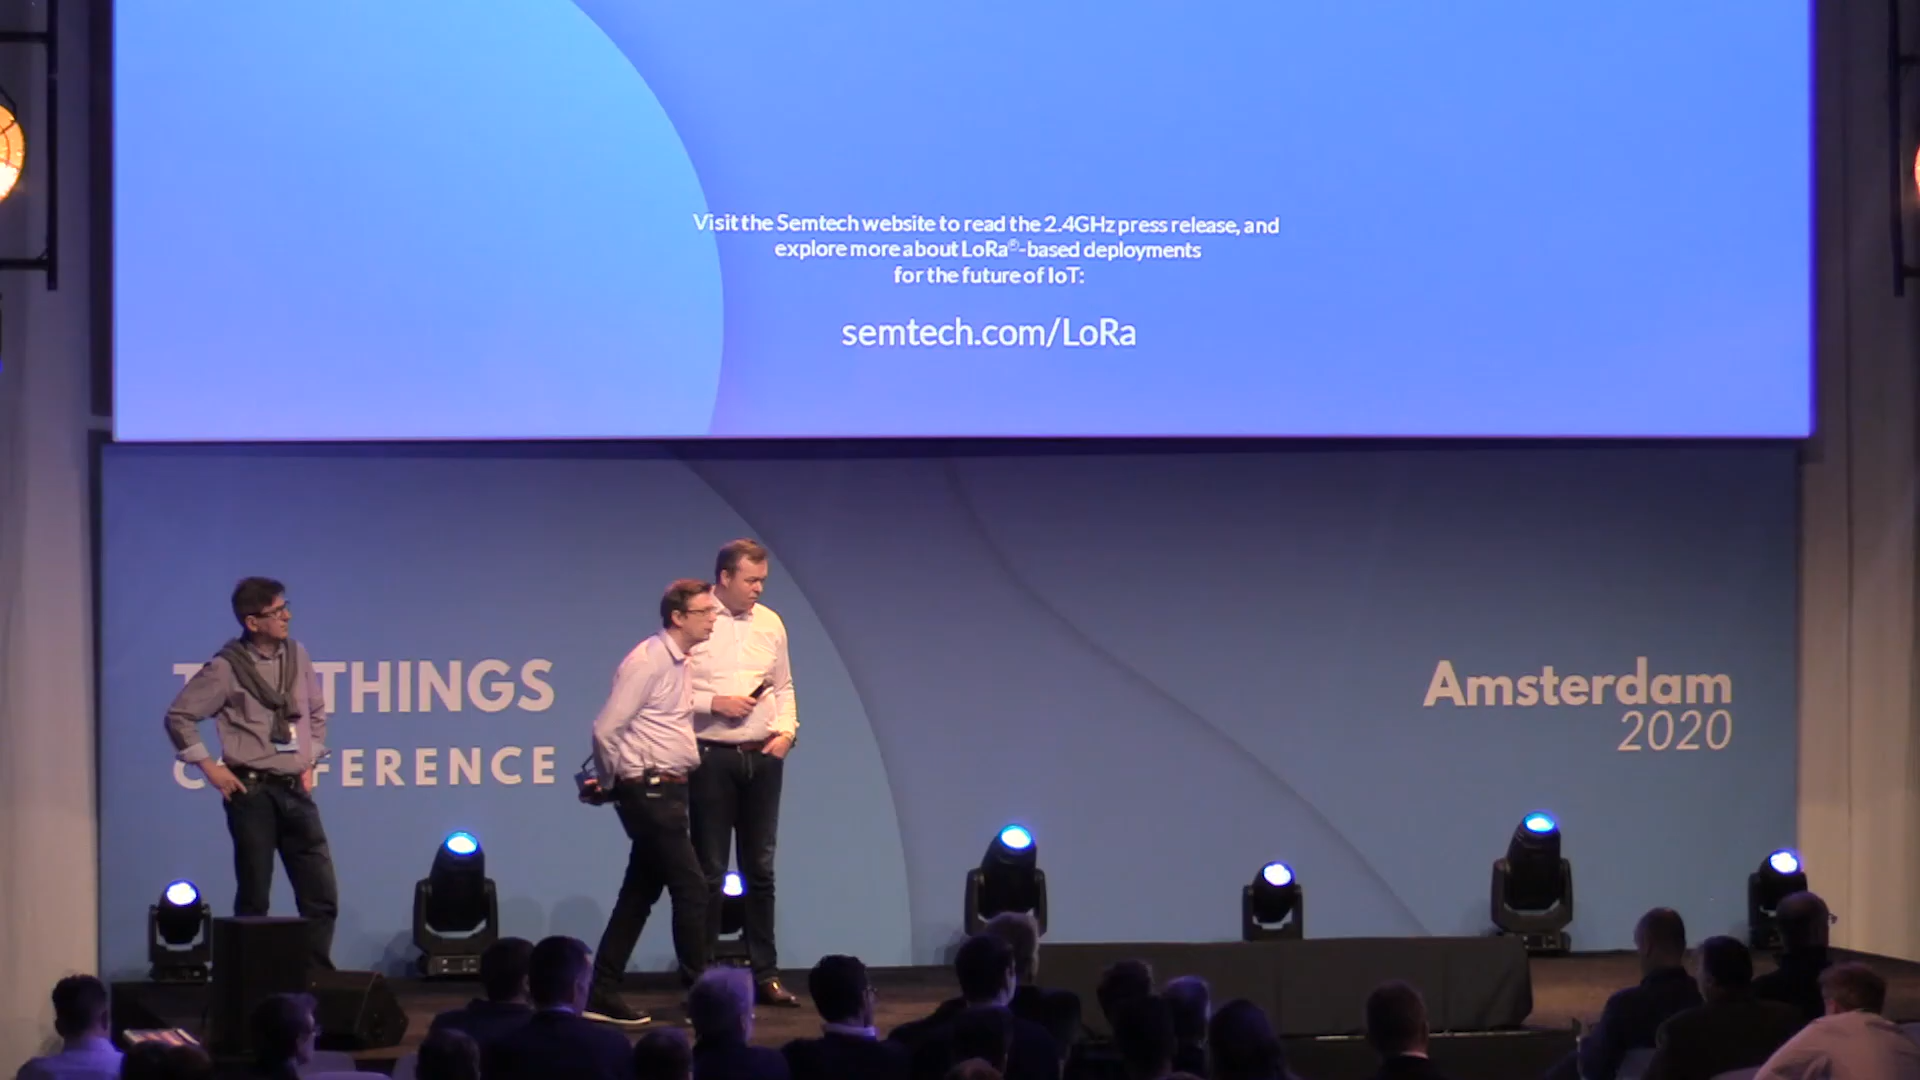 Visit the Semtech website to read the 2.4GHz press release, and
explore more about LoRa®-based deployments
for the future of IoT:
semtech.com/LoRa
THINGS
FERENCE
Amsterdam
2020